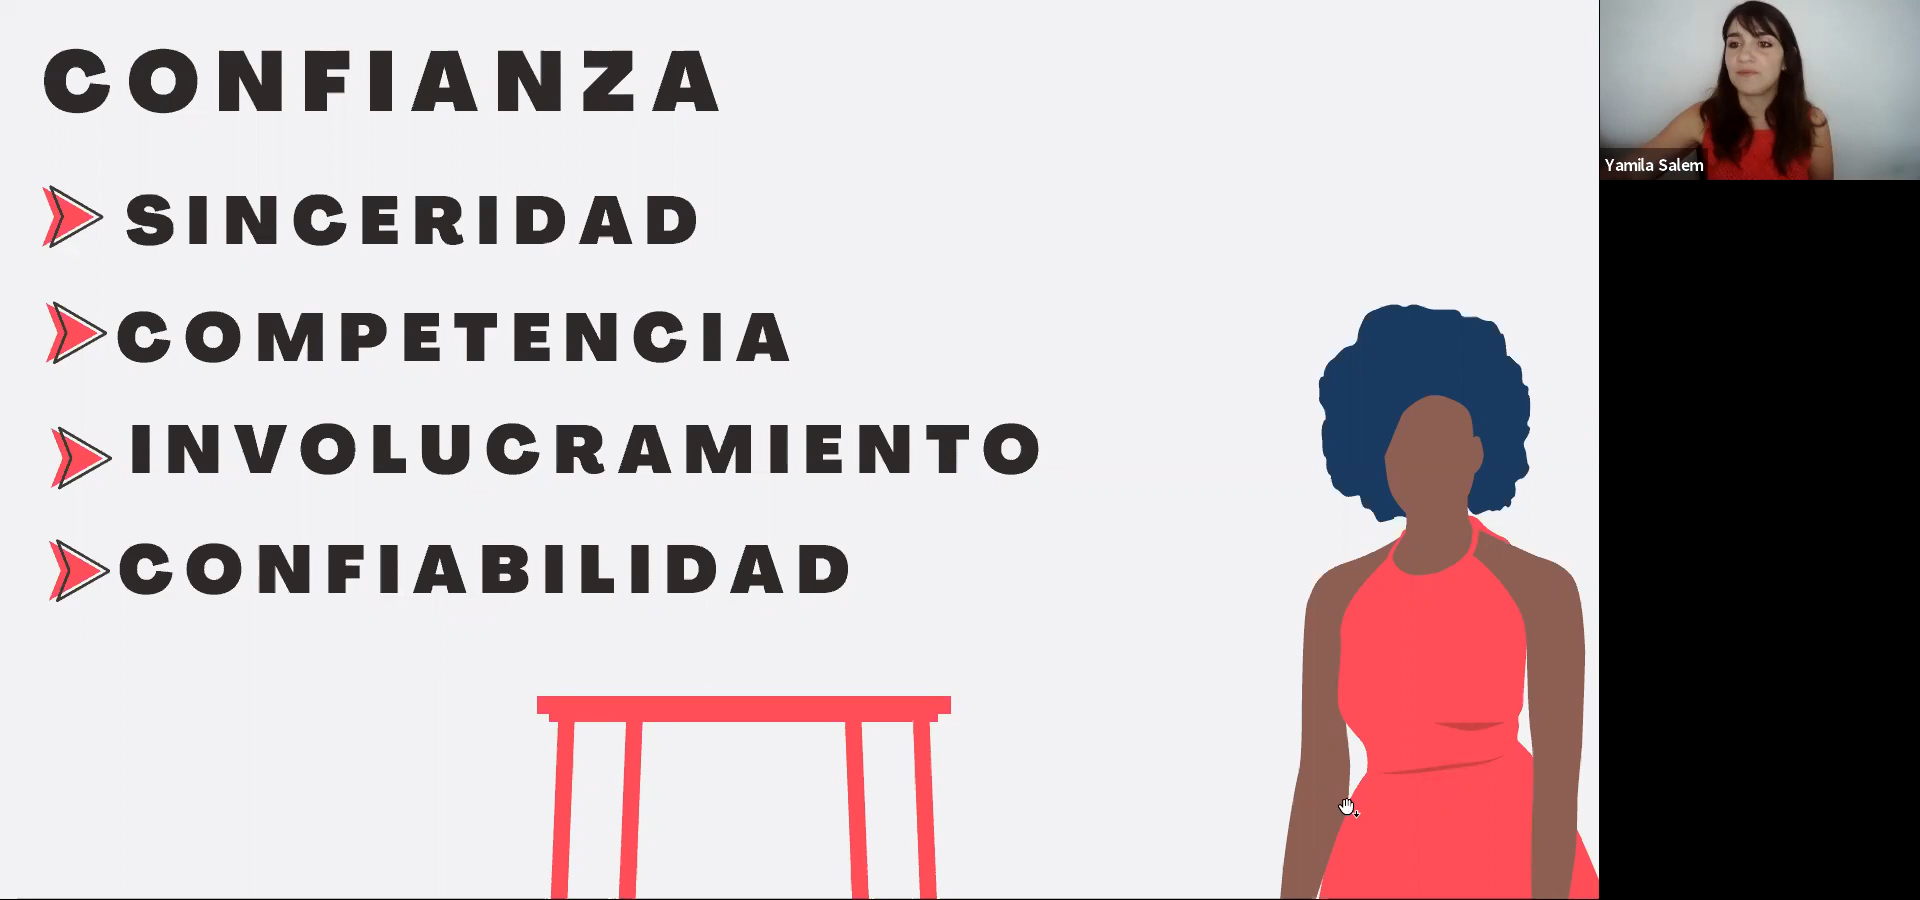 CONFIANZA
SINCERIDAD
COMPETENCIA
INVOLUCRAMIENTO
CONFIABILIDAD
Yamila Salem